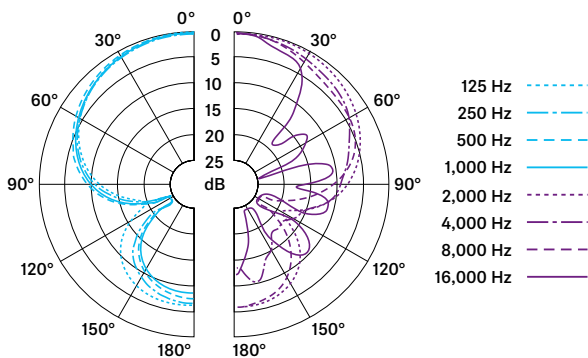 0° 0°
30° 0 30°
5
60° 10 60°
15
20
25
90° dB 90°
120° 120°
150° 150°
180° 180°
125 Hz
250 Hz
500 Hz
1,000 Hz
2,000 Hz
4,000 Hz
8,000 Hz
16,000 Hz